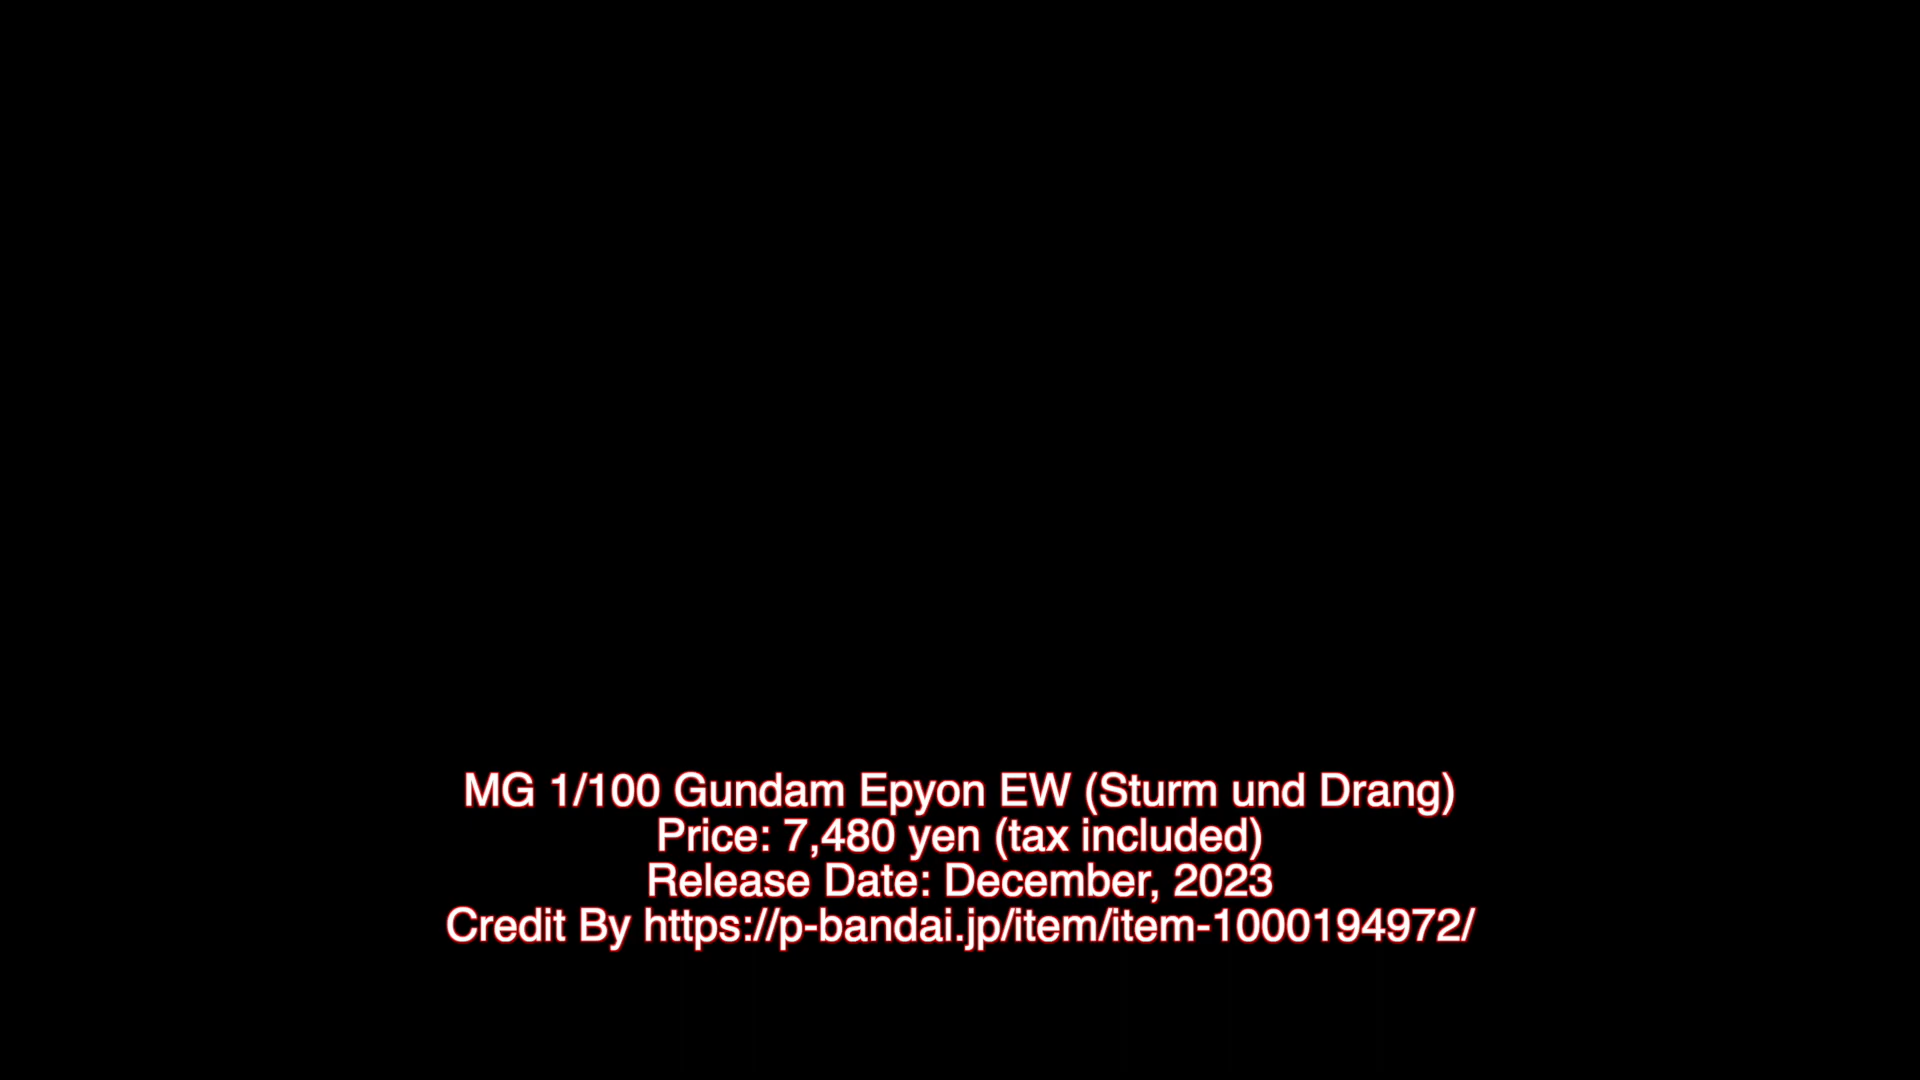 MG 1/100 Gundam Epyon EW (Sturm und Drang)
Price: 7,480 yen (tax included)
Release Date: December, 2023
Credit By https://p-bandai.jp/item/item-1000194972/